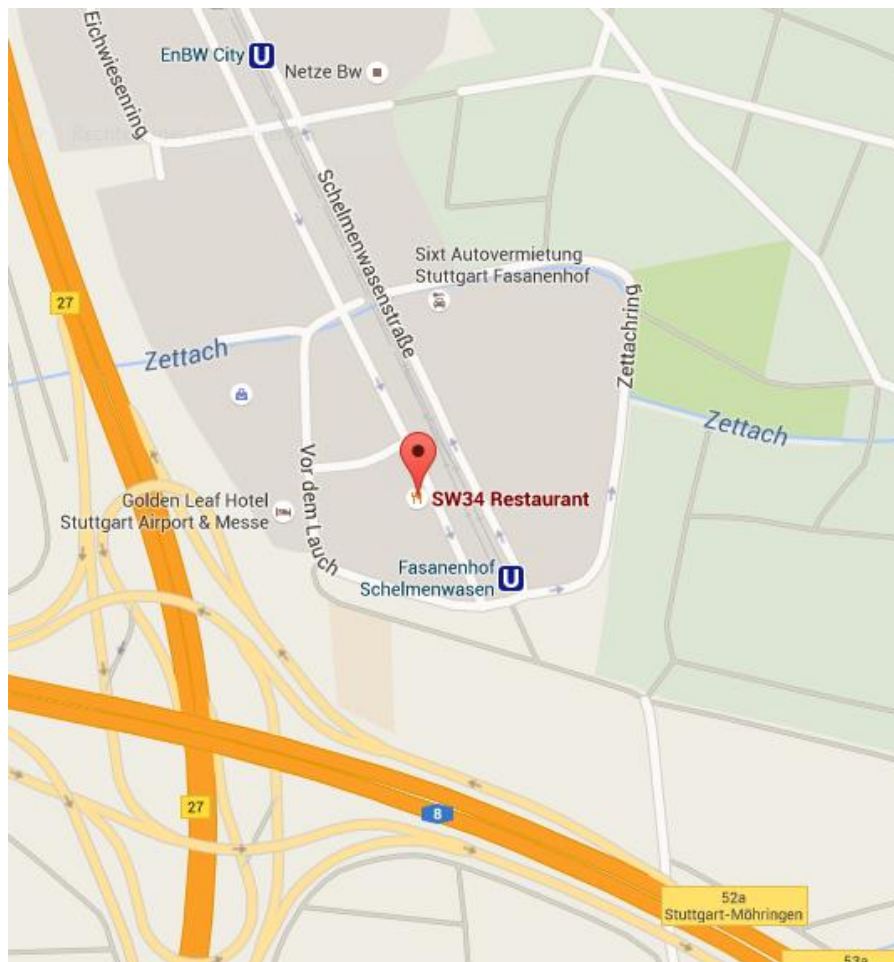 Eichwiesenring
EnBW City
U
Netze Bw
Schelmenwasenstraße
Sixt Autovermietung
Stuttgart Fasanenhof
27
Zettach
Zettachring
Zettach
Vor dem Lauch
SW34 Restaurant
Golden Leaf Hotel
Stuttgart Airport & Messe
Fasanenhof
Schelmenwasen
U
27
8
52a
Stuttgart-Möhringen
53a